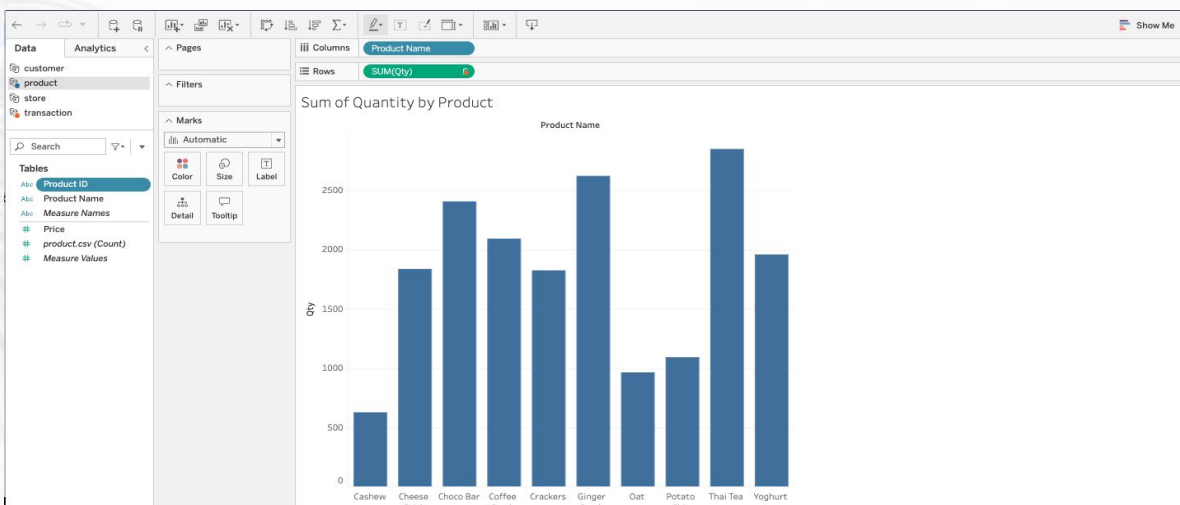 Show Me
Data Analytics
customer
product
store
transaction
Search
Tables
Abc Product ID
Abc Product Name
Abc Measure Names
# Price
# product.csv (Count)
# Measure Values
Pages
Filters
Marks
Automatic
Color Size Label
Detail Tooltip
Columns Product Name
Rows SUM(Qty)
Sum of Quantity by Product
Product Name
Qty
2500
2000
1500
1000
500
0
Cashew Cheese Choco Bar Coffee Crackers Ginger Oat Potato Thai Tea Yoghurt